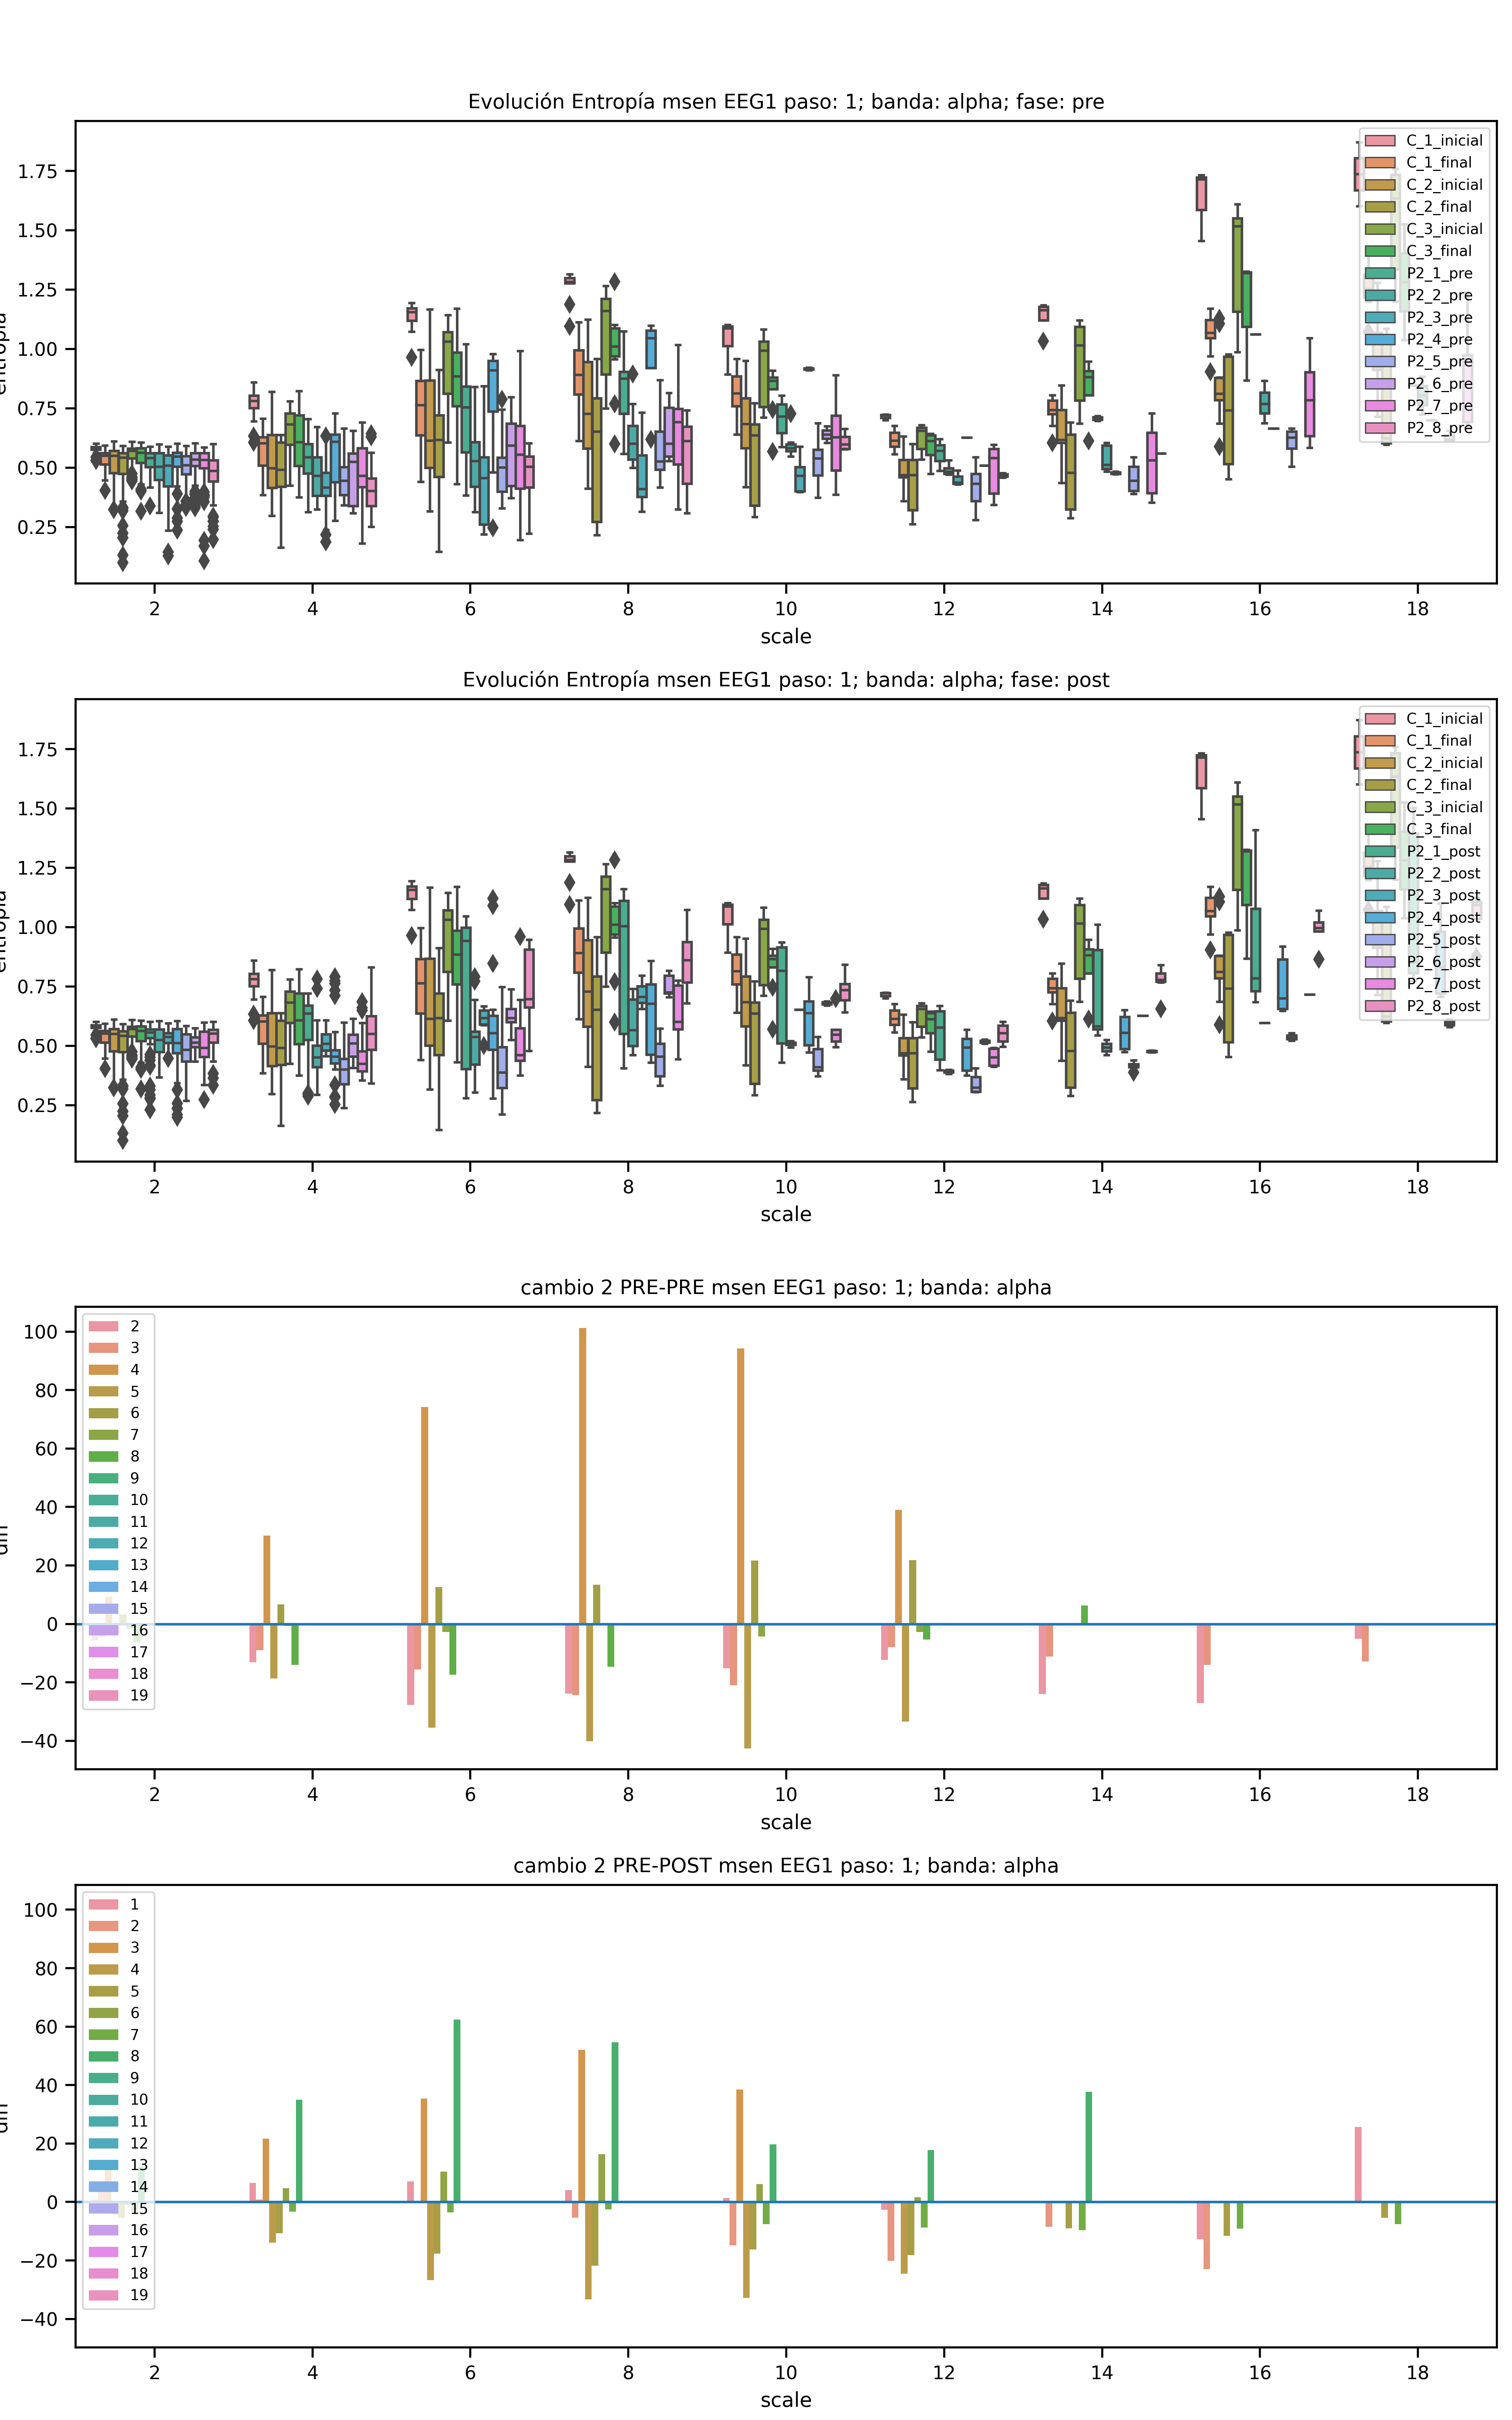 Evolución Entropía msen EEG1 paso: 1; banda: alpha; fase: pre
1.75
1.50
1.25
1.00
0.75
0.50
0.25
C_1_inicial
C_1_final
C_2_inicial
C_2_final
C_3_inicial
C_3_final
P2_1_pre
P2_2_pre
P2_3_pre
P2_4_pre
P2_5_pre
P2_6_pre
P2_7_pre
P2_8_pre
2 4 6 8 10 12 14 16 18
scale
Evolución Entropía msen EEG1 paso: 1; banda: alpha; fase: post
1.75
1.50
1.25
1.00
0.75
0.50
0.25
C_1_inicial
C_1_final
C_2_inicial
C_2_final
C_3_inicial
C_3_final
P2_1_post
P2_2_post
P2_3_post
P2_4_post
P2_5_post
P2_6_post
P2_7_post
P2_8_post
2 4 6 8 10 12 14 16 18
scale
cambio 2 PRE-PRE msen EEG1 paso: 1; banda: alpha
100
80
60
40
20
0
−20
−40
2
3
4
5
6
7
8
9
10
11
12
13
14
15
16
17
18
19
2 4 6 8 10 12 14 16 18
scale
cambio 2 PRE-POST msen EEG1 paso: 1; banda: alpha
100
80
60
40
20
0
−20
−40
1
2
3
4
5
6
7
8
9
10
11
12
13
14
15
16
17
18
19
2 4 6 8 10 12 14 16 18
scale